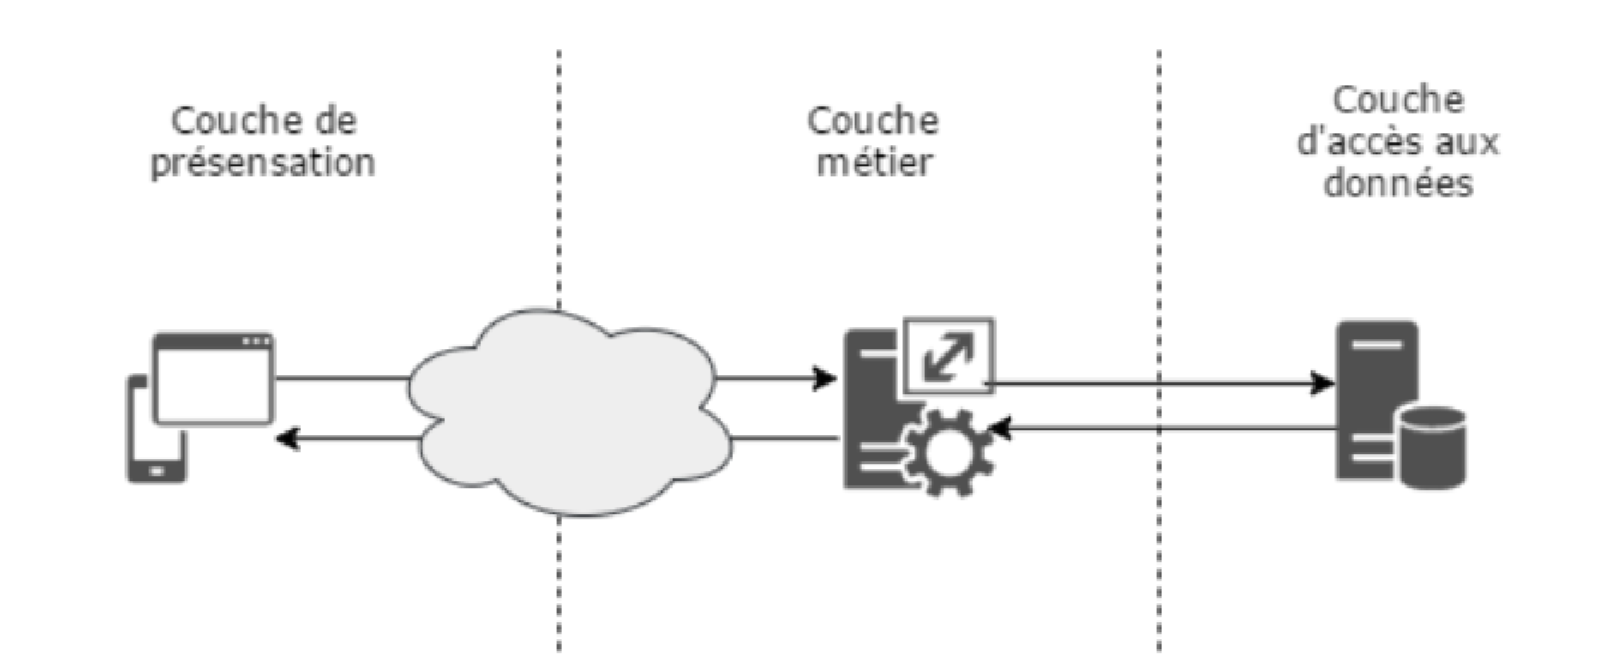 Couche de
présensation
Couche
métier
Couche
d'accès aux
données